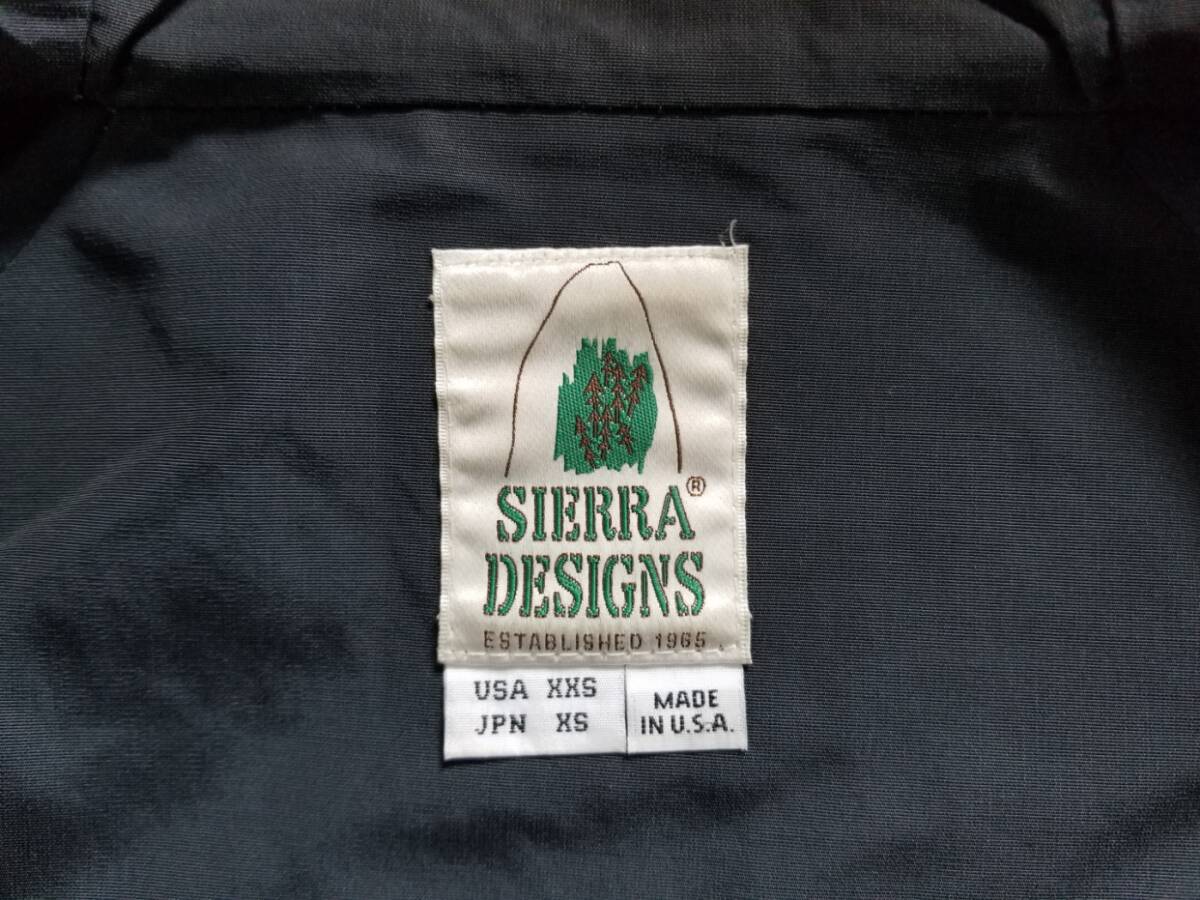 SIERRA®
DESIGNS
ESTABLISHED 1965
USA XXS
JPN XS
MADE
IN U.S.A.